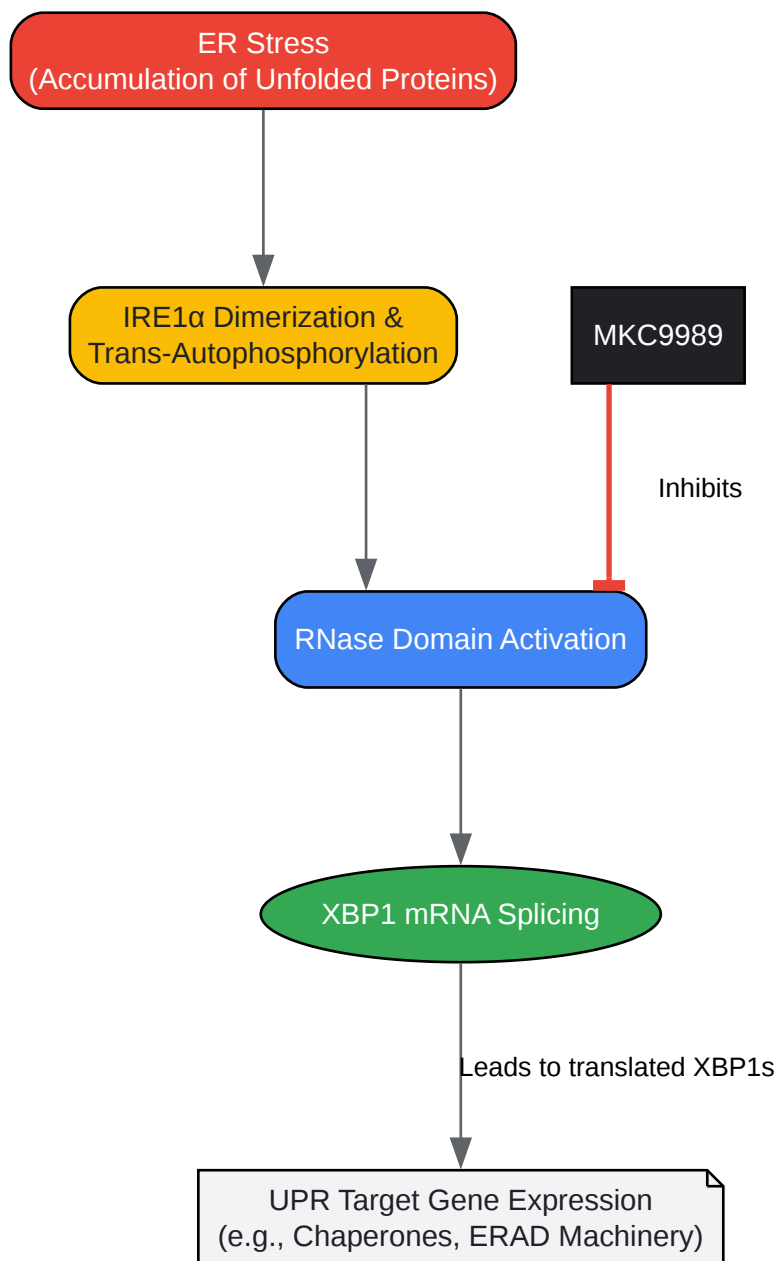 ER Stress
(Accumulation of Unfolded Proteins)
IRE1α Dimerization &
Trans-Autophosphorylation
MKC9989
Inhibits
RNase Domain Activation
XBP1 mRNA Splicing
Leads to translated XBP1s
UPR Target Gene Expression
(e.g., Chaperones, ERAD Machinery)